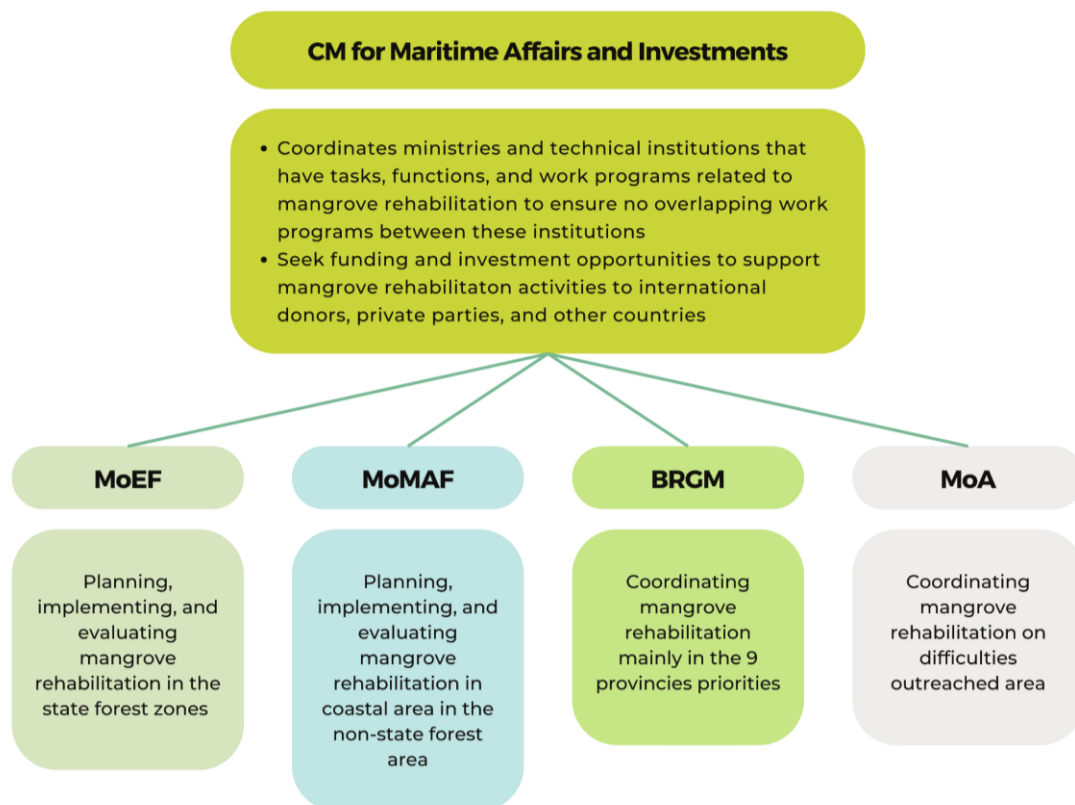 CM for Maritime Affairs and Investments
• Coordinates ministries and technical institutions that
have tasks, functions, and work programs related to
mangrove rehabilitation to ensure no overlapping work
programs between these institutions
• Seek funding and investment opportunities to support
mangrove rehabilitaton activities to international
donors, private parties, and other countries
MoEF
Planning,
implementing, and
evaluating
mangrove
rehabilitation in the
state forest zones
MoMAF
Planning,
implementing, and
evaluating
mangrove
rehabilitation in
coastal area in the
non-state forest
area
BRGM
Coordinating
mangrove
rehabilitation
mainly in the 9
provincies priorities
MoA
Coordinating
mangrove
rehabilitation on
difficulties
outreached area